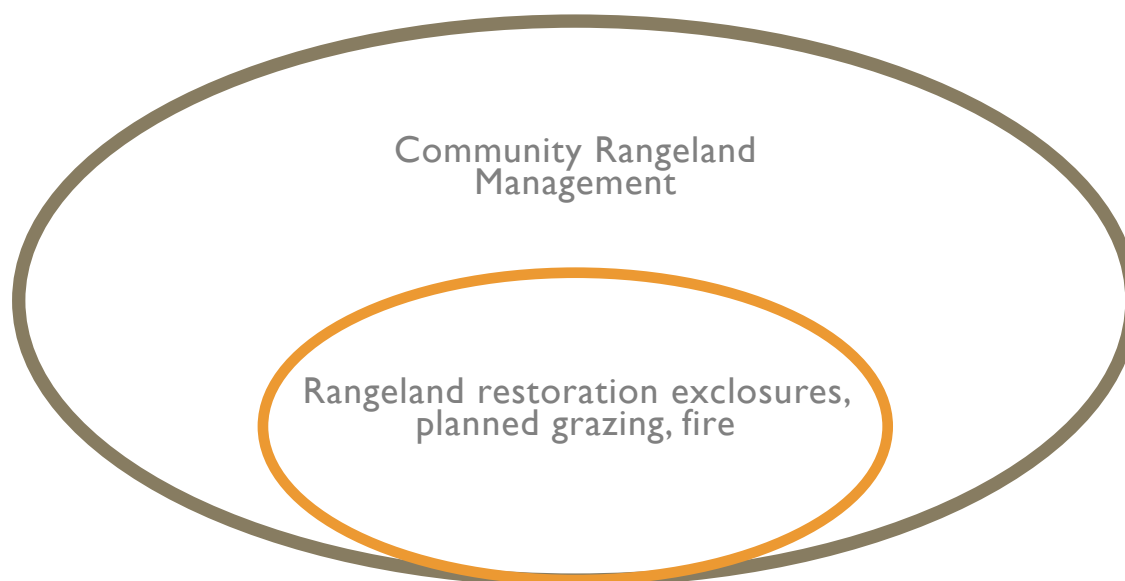 Community Rangeland
Management
Rangeland restoration exclosures,
planned grazing, fire